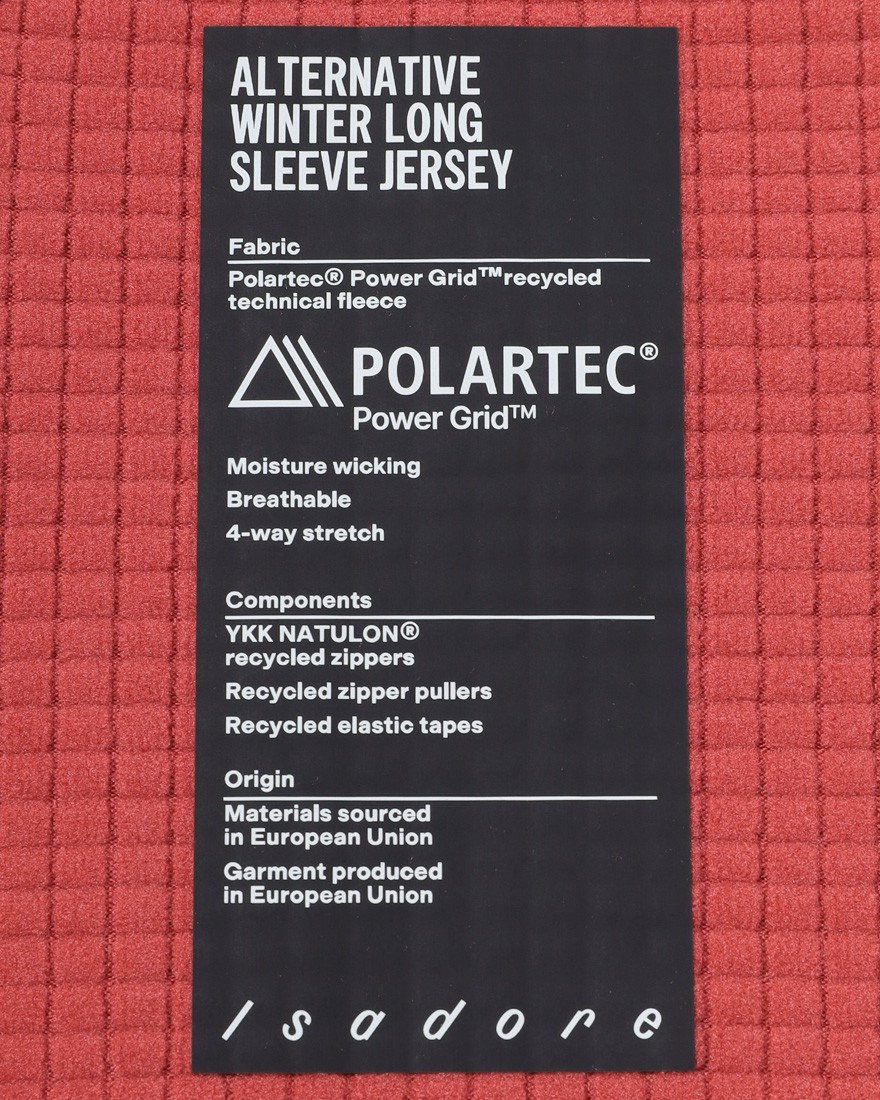 ALTERNATIVE
WINTER LONG
SLEEVE JERSEY
Fabric
Polartec® Power Grid™recycled
technical fleece
POLARTEC®
Power Grid™
Moisture wicking
Breathable
4-way stretch
Components
YKK NATULON®
recycled zippers
Recycled zipper pullers
Recycled elastic tapes
Origin
Materials sourced
in European Union
Garment produced
in European Union
Isadore